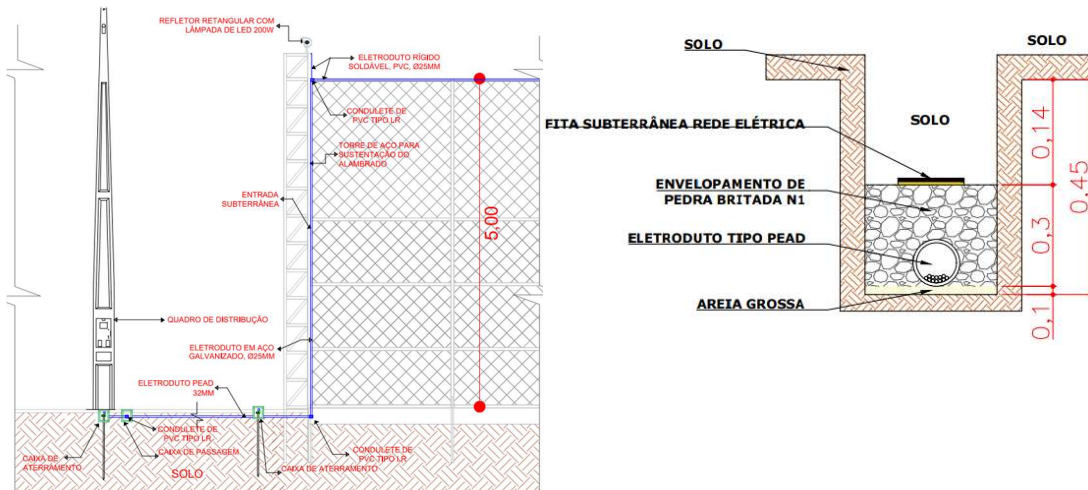 REFLETOR RETANGULAR COM
LÂMPADA DE LED 200W
ELETRODUTO RÍGIDO
SOLDÁVEL, PVC, Ø25MM
CONDULETE DE
PVC TIPO LR
TORRE DE AÇO PARA
SUSTENTAÇÃO DO
ALAMBRADO
ENTRADA
SUBTERRÂNEA
5,00
QUADRO DE DISTRIBUIÇÃO
ELETRODUTO EM AÇO
GALVANIZADO, Ø25MM
ELETRODUTO PEAD
32MM
CONDULETE DE
PVC TIPO LR
CAIXA DE
ATERRAMENTO
CAIXA DE PASSAGEM
SOLO
CAIXA DE ATERRAMENTO
CONDULETE DE
PVC TIPO LR
SOLO
SOLO
SOLO
FITA SUBTERRÂNEA REDE ELÉTRICA
ENVELOPAMENTO DE
PEDRA BRITADA N1
ELETRODUTO TIPO PEAD
AREIA GROSSA
0,14
0,3
0,1
0,45